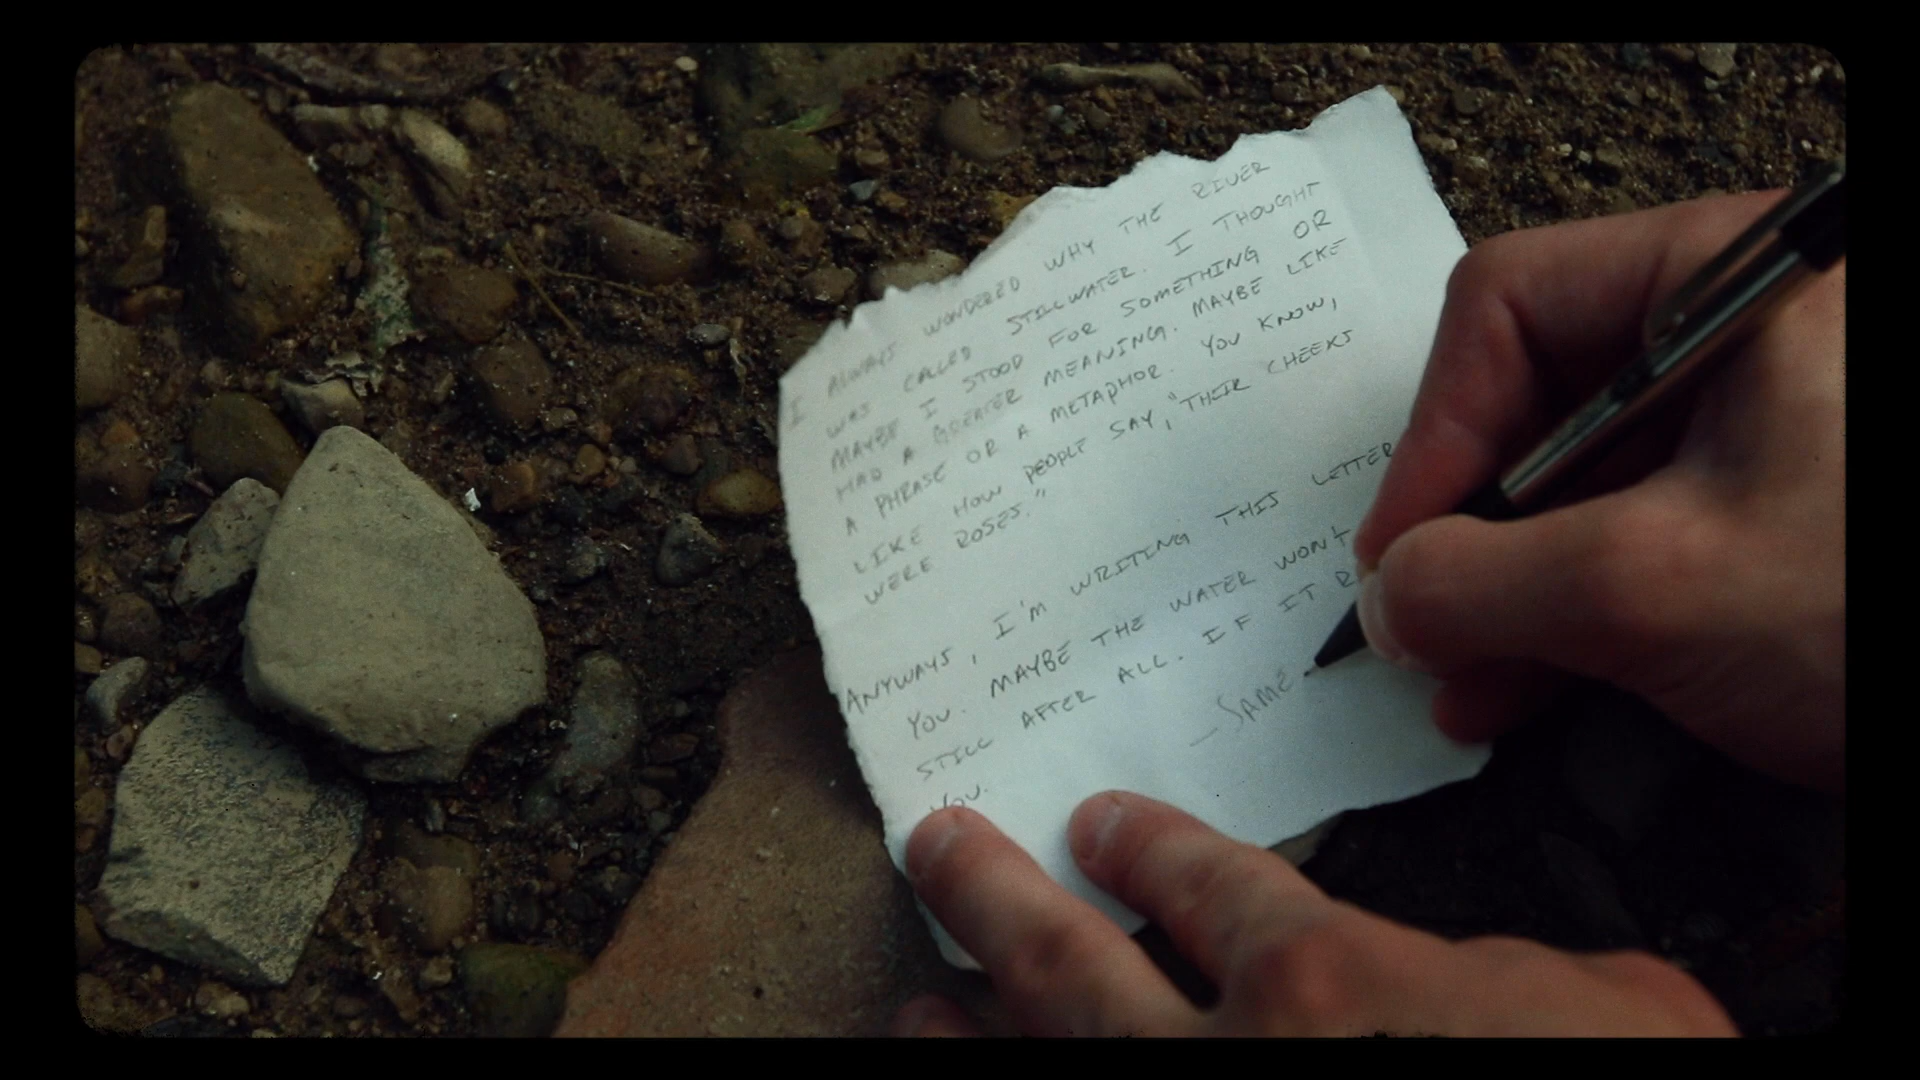 I ALWAYS WONDERED WHY THE RIVER
WAS CALLED STILLWATER. I THOUGHT
MAYBE I STOOD FOR SOMETHING OR
HAD A GREATER MEANING. MAYBE LIKE
A PHRASE OR A METAPHOR. YOU KNOW,
LIKE HOW PEOPLE SAY, "THEIR CHEEKS
WERE ROSES."
ANYWAYS, I'M WRITING THIS LETTER
YOU. MAYBE THE WATER WON'T
STILL AFTER ALL. IF IT
YOU.